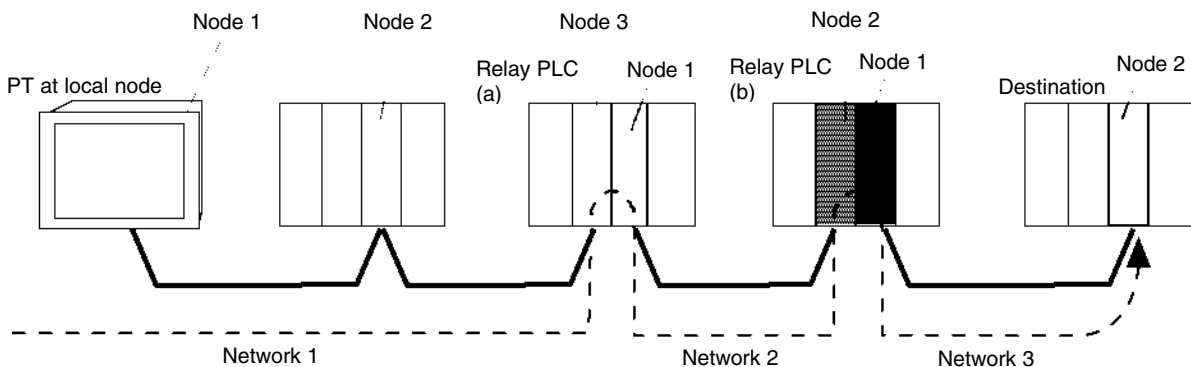 Node 1
Node 2
Node 3
Node 2
PT at local node
Relay PLC
(a)
Node 1
Relay PLC
(b)
Node 1
Destination
Node 2
Network 1
Network 2
Network 3